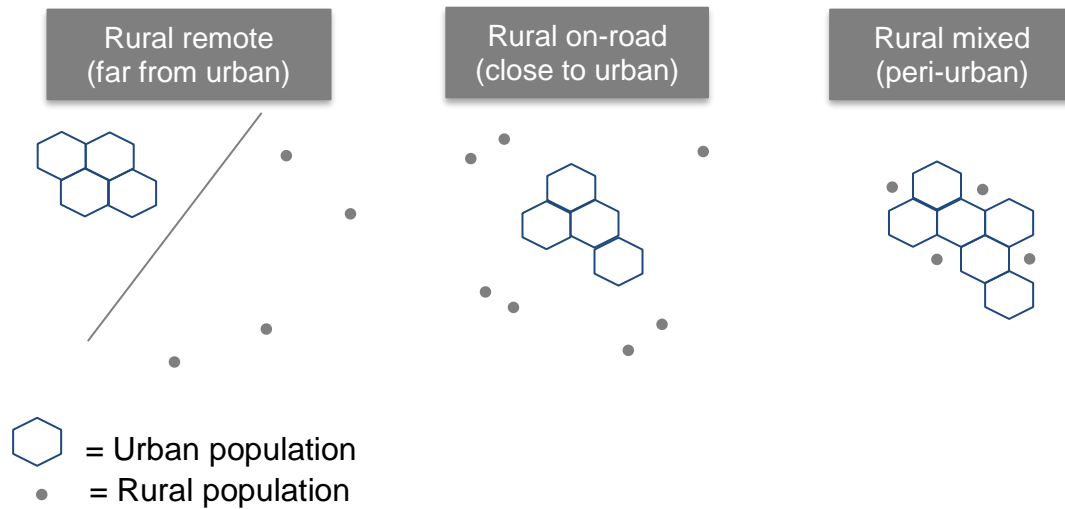 Rural remote
(far from urban)
Rural on-road
(close to urban)
Rural mixed
(peri-urban)
= Urban population
= Rural population